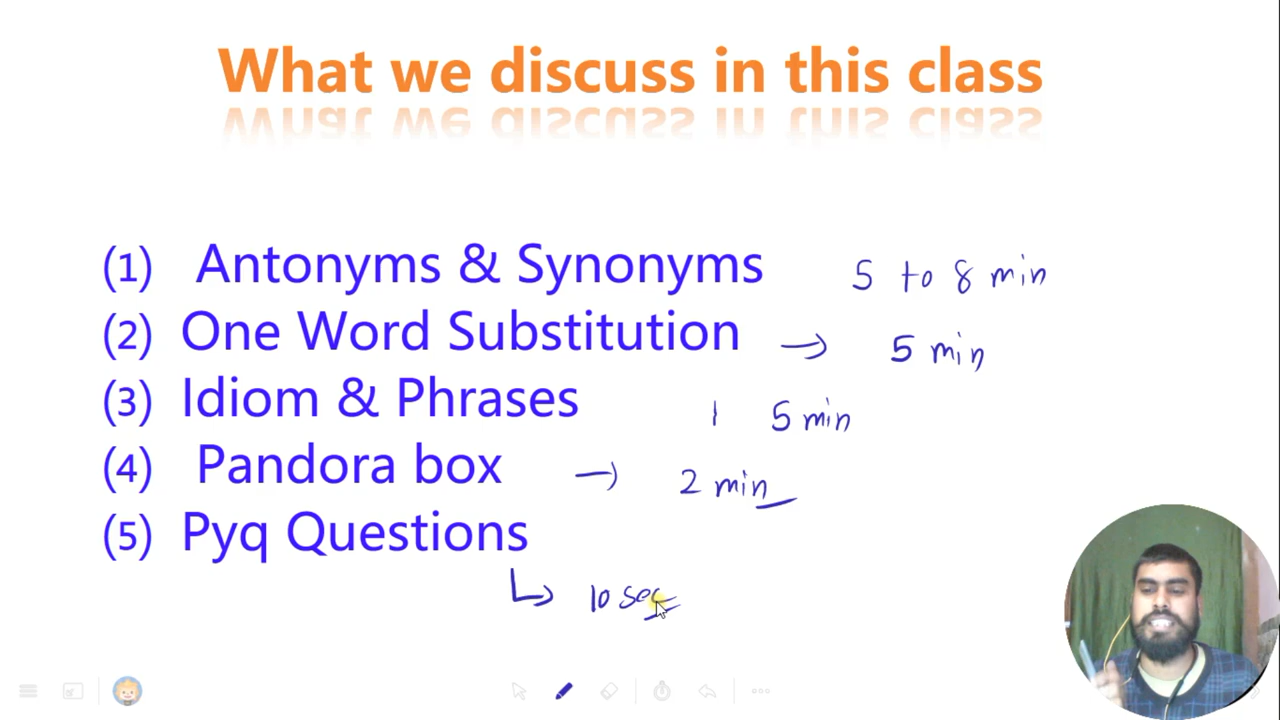 What we discuss in this class
(1) Antonyms & Synonyms 5 to 8 min
(2) One Word Substitution → 5 min
(3) Idiom & Phrases 5 min
(4) Pandora box → 2 min
(5) Pyq Questions
↳ 10 sec